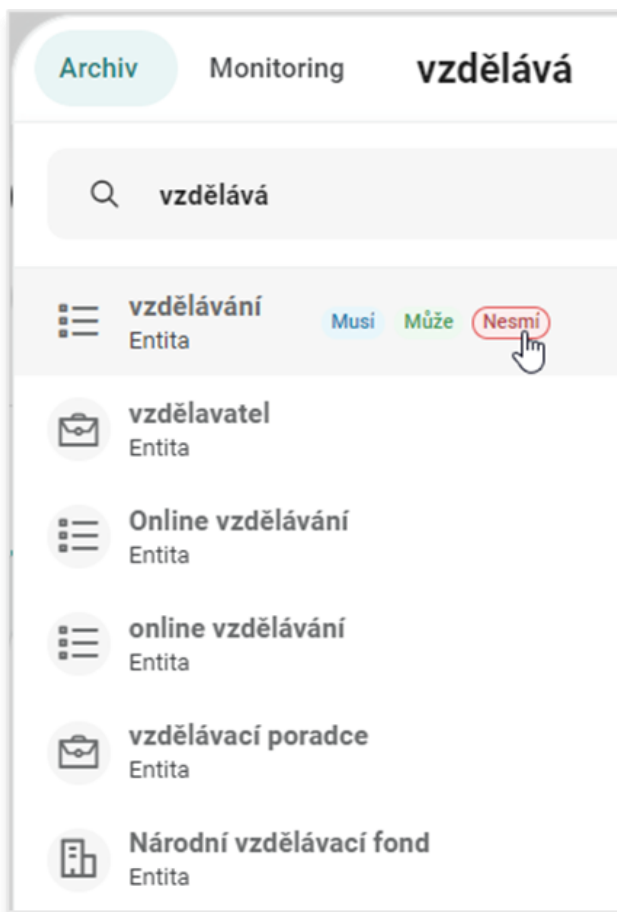 Archiv Monitoring vzdělává
vzdělává
vzdělávání Musí Může Nesmí
Entita
vzdělavatel
Entita
Online vzdělávání
Entita
online vzdělávání
Entita
vzdělávací poradce
Entita
Národní vzdělávací fond
Entita